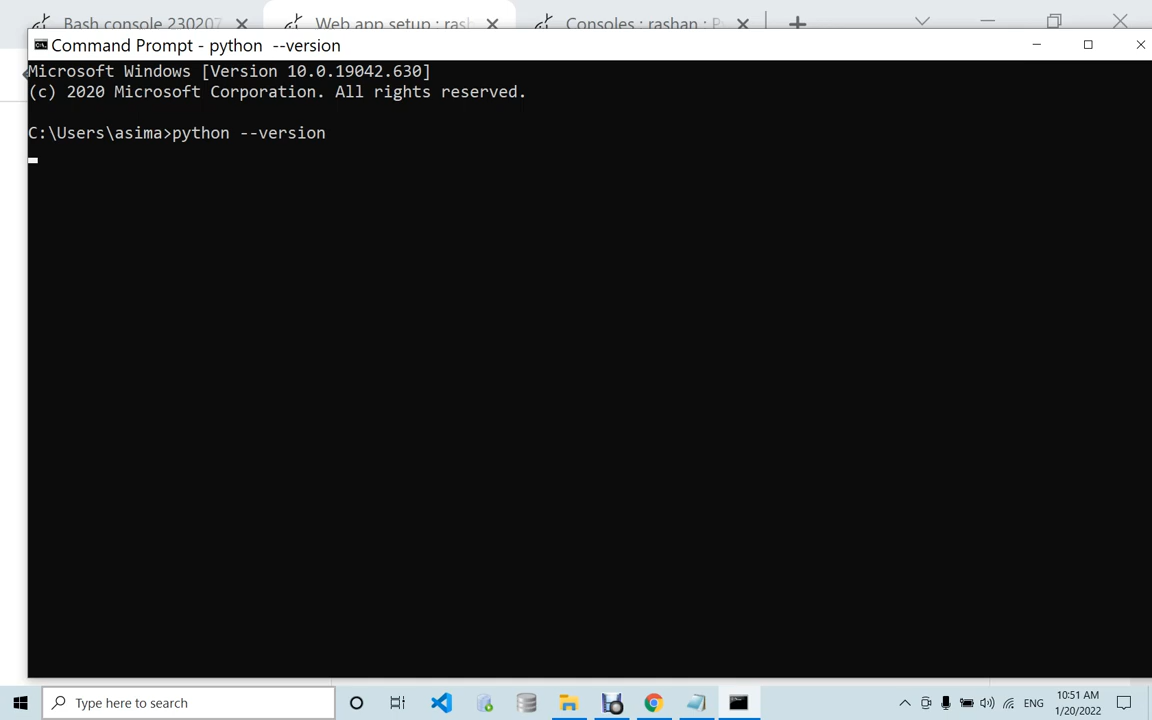 Bash console 230207
Web app setup : rash
Consoles : rashan : P
Command Prompt - python --version
Microsoft Windows [Version 10.0.19042.630]
(c) 2020 Microsoft Corporation. All rights reserved.
C:\Users\asima>python --version
Type here to search
ENG
10:51 AM
1/20/2022